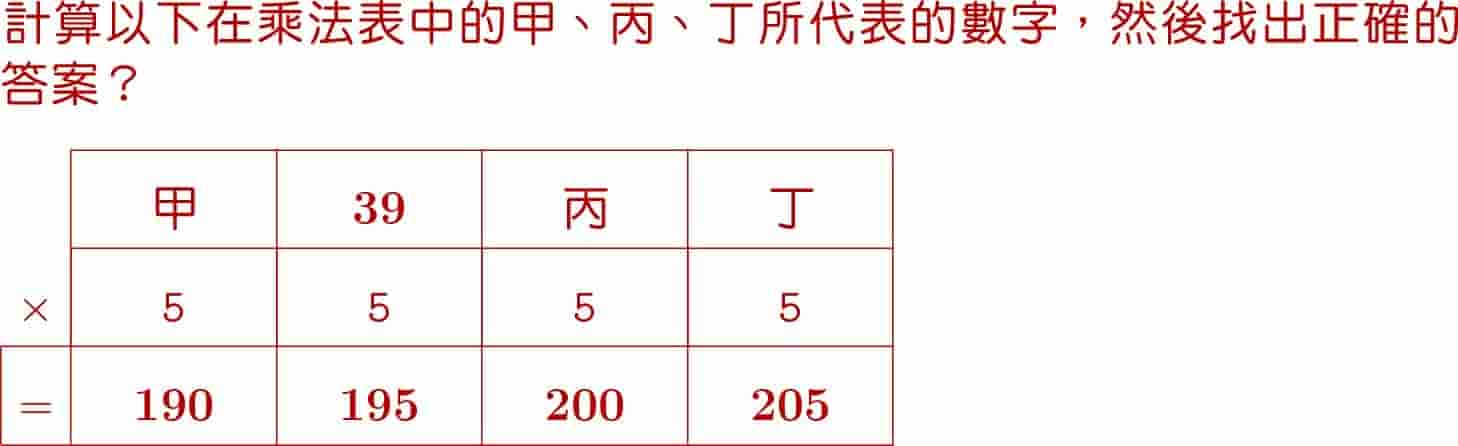 計算以下在乘法表中的甲、丙、丁所代表的數字，然後找出正確的
答案？
甲 39 丙 丁
× 5 5 5 5
= 190 195 200 205